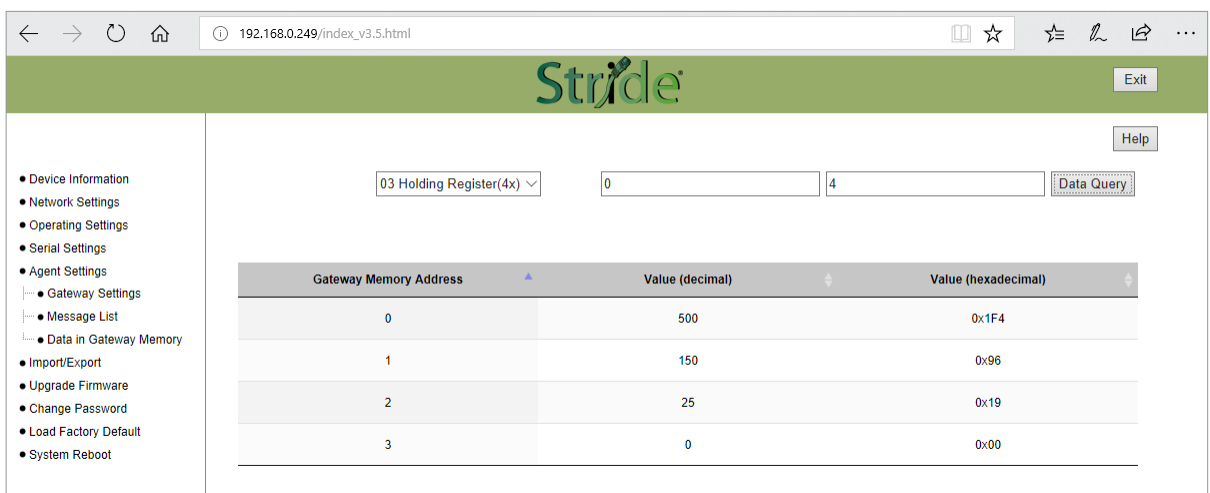 192.168.0.249/index_v3.5.html
Stride
Exit
Help
Device Information
Network Settings
Operating Settings
Serial Settings
Agent Settings
Gateway Settings
Message List
Data in Gateway Memory
Import/Export
Upgrade Firmware
Change Password
Load Factory Default
System Reboot
03 Holding Register(4x) 0 4 Data Query
Gateway Memory Address Value (decimal) Value (hexadecimal)
0 500 0x1F4
1 150 0x96
2 25 0x19
3 0 0x00